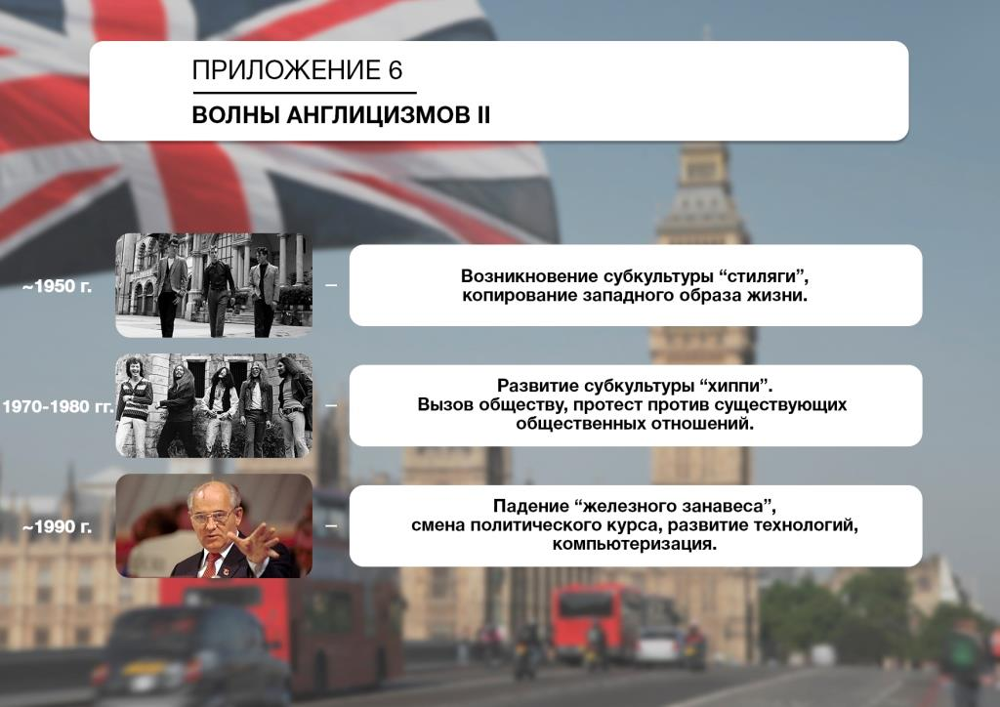 ПРИЛОЖЕНИЕ 6
ВОЛНЫ АНГЛИЦИЗМОВ II
~1950 г.
–
Возникновение субкультуры “стиляги”,
копирование западного образа жизни.
1970-1980 гг.
–
Развитие субкультуры “хиппи”.
Вызов обществу, протест против существующих
общественных отношений.
~1990 г.
–
Падение “железного занавеса”,
смена политического курса, развитие технологий,
компьютеризация.